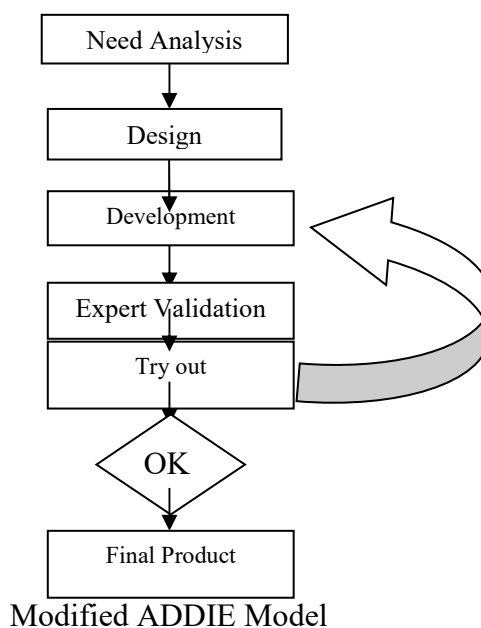 Need Analysis
Design
Development
Expert Validation
Try out
OK
Final Product
Modified ADDIE Model